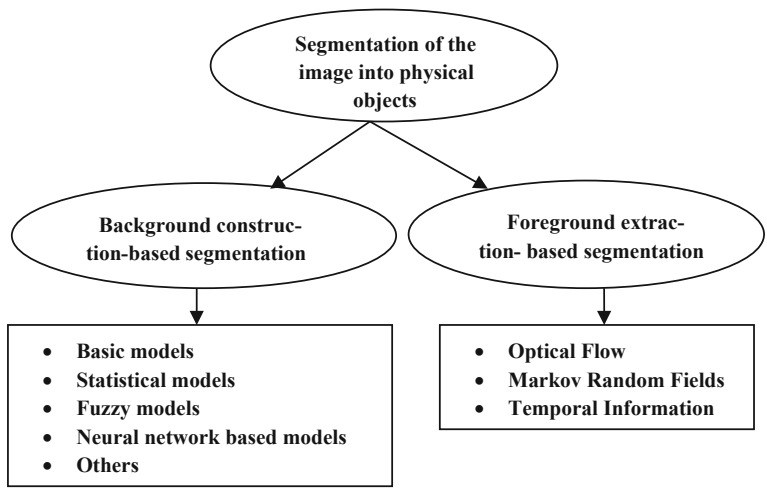 Segmentation of the
image into physical
objects
Background construc-
tion-based segmentation
Foreground extrac-
tion- based segmentation
• Basic models
• Statistical models
• Fuzzy models
• Neural network based models
• Others
• Optical Flow
• Markov Random Fields
• Temporal Information